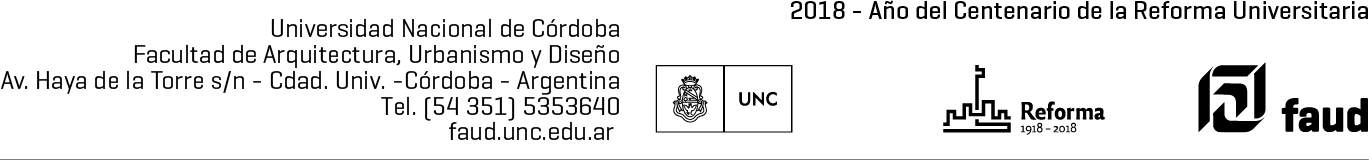 2018 - Año del Centenario de la Reforma Universitaria
Universidad Nacional de Córdoba
Facultad de Arquitectura, Urbanismo y Diseño
Av. Haya de la Torre s/n - Cdad. Univ. -Córdoba - Argentina
Tel. (54 351) 5353640
faud.unc.edu.ar
UNC
Reforma
1918 - 2018
faud